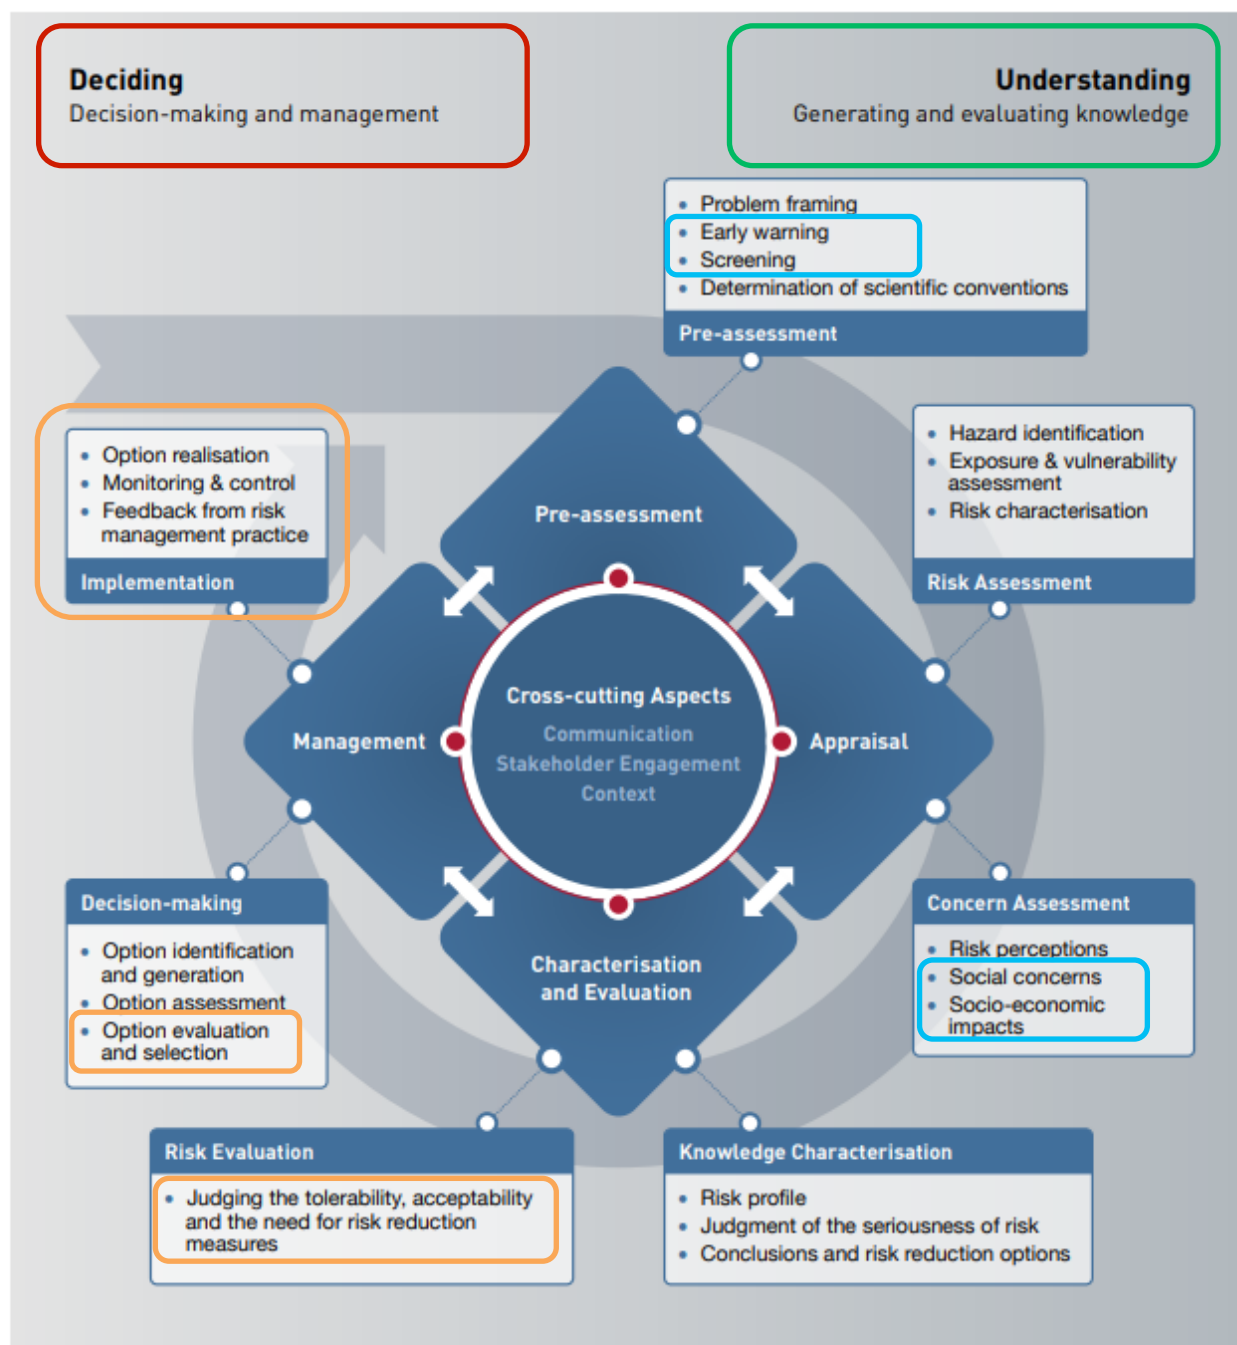 Deciding
Decision-making and management
Understanding
Generating and evaluating knowledge
• Problem framing
• Early warning
• Screening
• Determination of scientific conventions
Pre-assessment
• Option realisation
• Monitoring & control
• Feedback from risk
management practice
Implementation
• Hazard identification
• Exposure & vulnerability
assessment
• Risk characterisation
Risk Assessment
Pre-assessment
Management
Cross-cutting Aspects
Communication
Stakeholder Engagement
Context
Appraisal
Characterisation
and Evaluation
Decision-making
• Option identification
and generation
• Option assessment
• Option evaluation
and selection
Concern Assessment
• Risk perceptions
• Social concerns
• Socio-economic
impacts
Risk Evaluation
• Judging the tolerability, acceptability
and the need for risk reduction
measures
Knowledge Characterisation
• Risk profile
• Judgment of the seriousness of risk
• Conclusions and risk reduction options